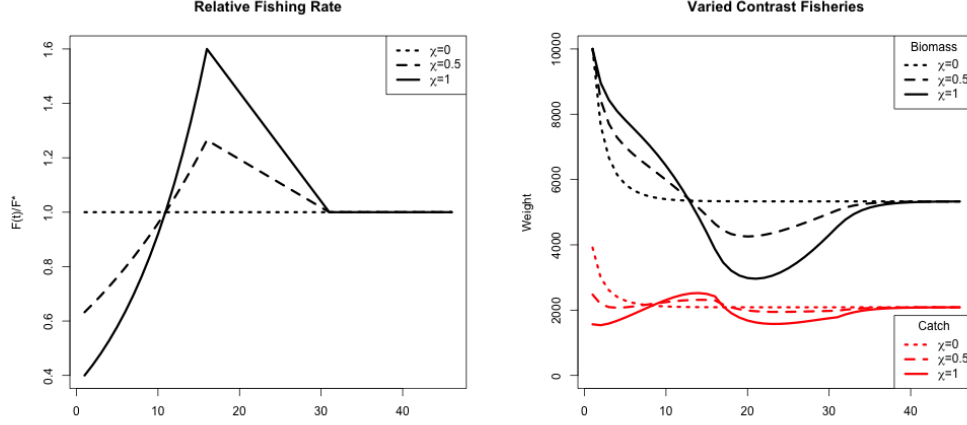 Relative Fishing Rate
F(t)/F*
1.6
1.4
1.2
1.0
0.8
0.6
0.4
0
10
20
30
40
χ=0
χ=0.5
χ=1
Varied Contrast Fisheries
Weight
10000
8000
6000
4000
2000
0
0
10
20
30
40
Biomass
χ=0
χ=0.5
χ=1
Catch
χ=0
χ=0.5
χ=1